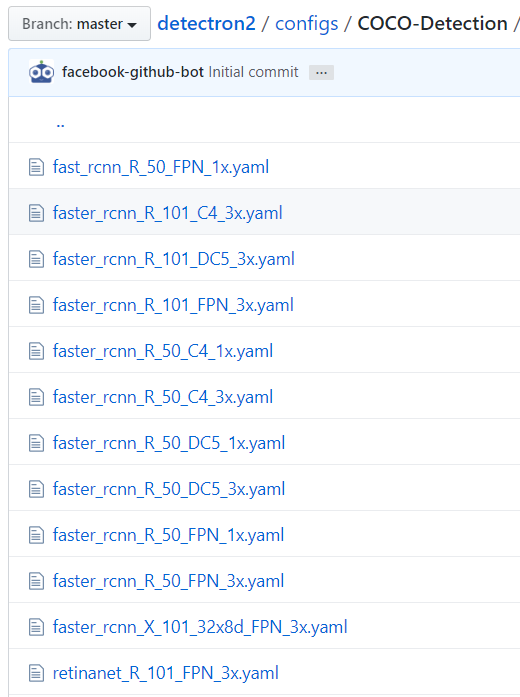 Branch: master detectron2 / configs / COCO-Detection /
facebook-github-bot Initial commit ...
..
fast_rcnn_R_50_FPN_1x.yaml
faster_rcnn_R_101_C4_3x.yaml
faster_rcnn_R_101_DC5_3x.yaml
faster_rcnn_R_101_FPN_3x.yaml
faster_rcnn_R_50_C4_1x.yaml
faster_rcnn_R_50_C4_3x.yaml
faster_rcnn_R_50_DC5_1x.yaml
faster_rcnn_R_50_DC5_3x.yaml
faster_rcnn_R_50_FPN_1x.yaml
faster_rcnn_R_50_FPN_3x.yaml
faster_rcnn_X_101_32x8d_FPN_3x.yaml
retinanet_R_101_FPN_3x.yaml